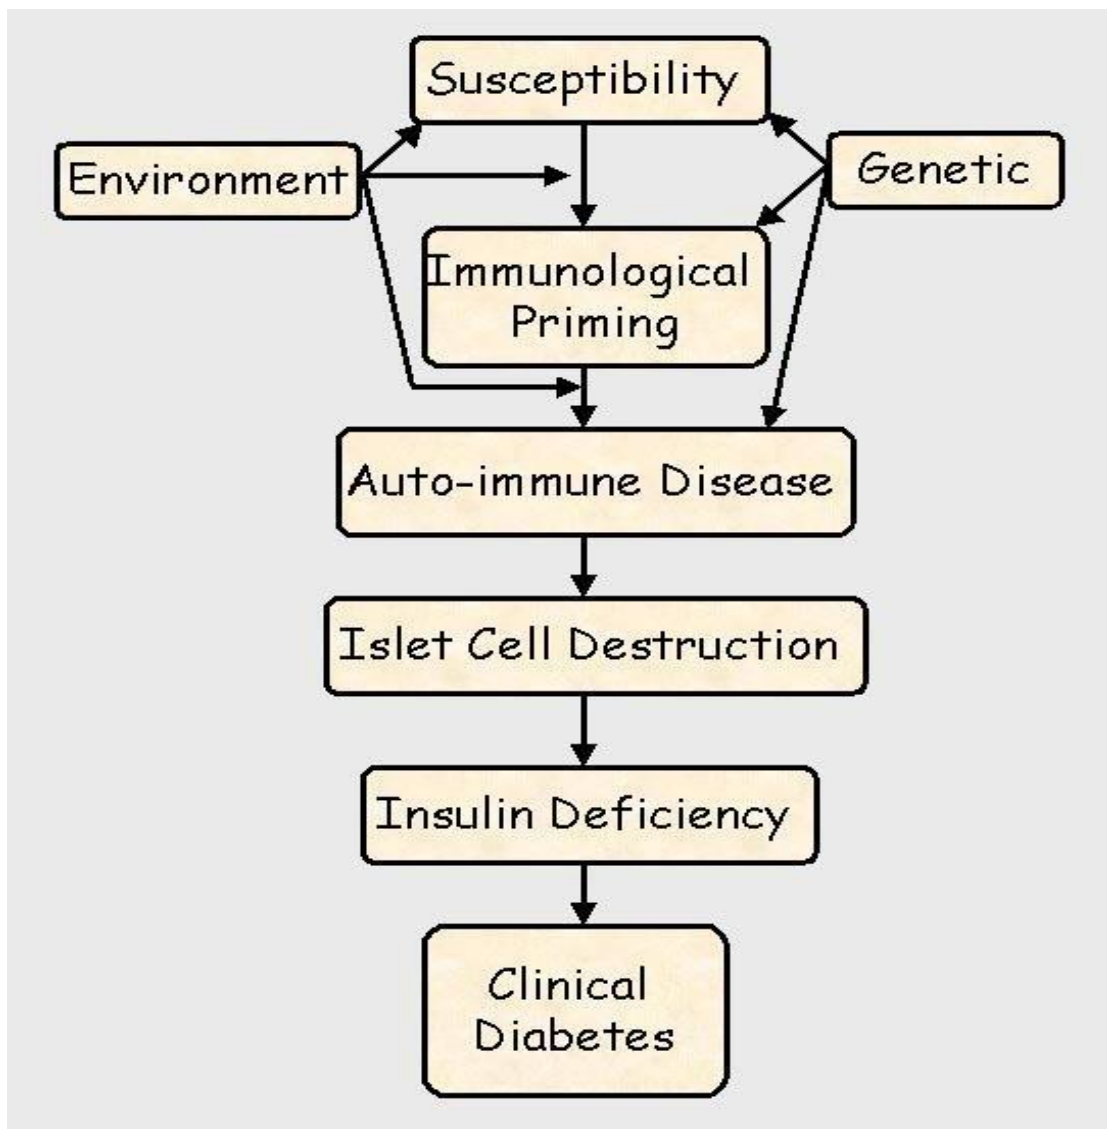 Susceptibility
Environment
Genetic
Immunological
Priming
Auto-immune Disease
Islet Cell Destruction
Insulin Deficiency
Clinical
Diabetes